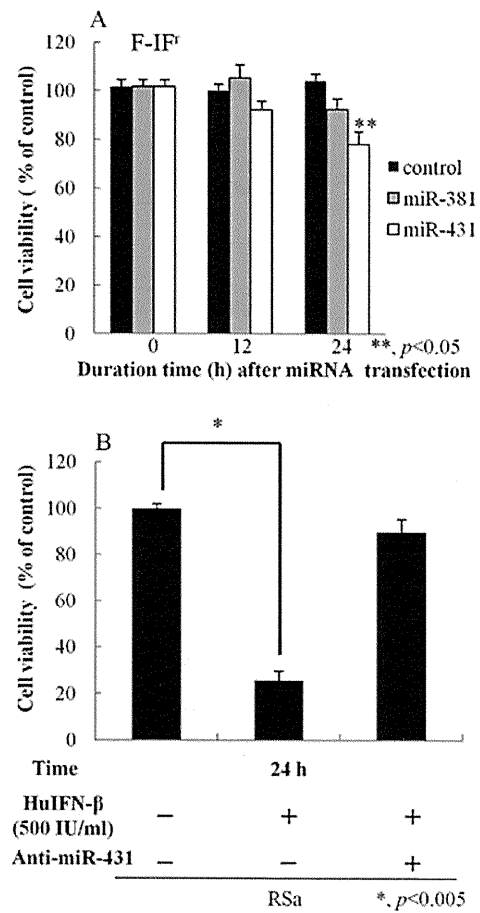 A
F-IFʳ
Cell viability ( % of control)
120
100
80
60
40
20
0
**
control
miR-381
miR-431
0 12 24 **, p<0.05
Duration time (h) after miRNA transfection
B
*
Cell viability (% of control)
120
100
80
60
40
20
0
Time 24 h
HuIFN-β
(500 IU/ml) − + +
Anti-miR-431 − − +
RSa *, p<0.005